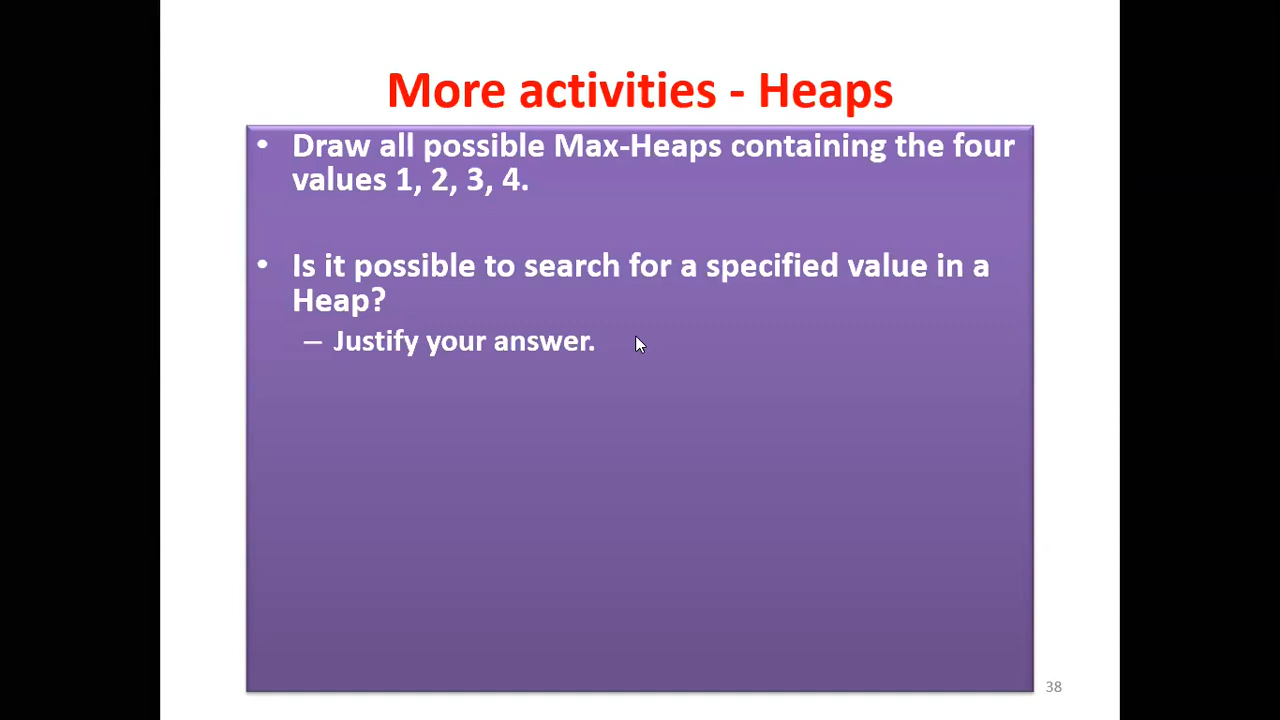 More activities - Heaps
• Draw all possible Max-Heaps containing the four
values 1, 2, 3, 4.
• Is it possible to search for a specified value in a
Heap?
– Justify your answer.
38